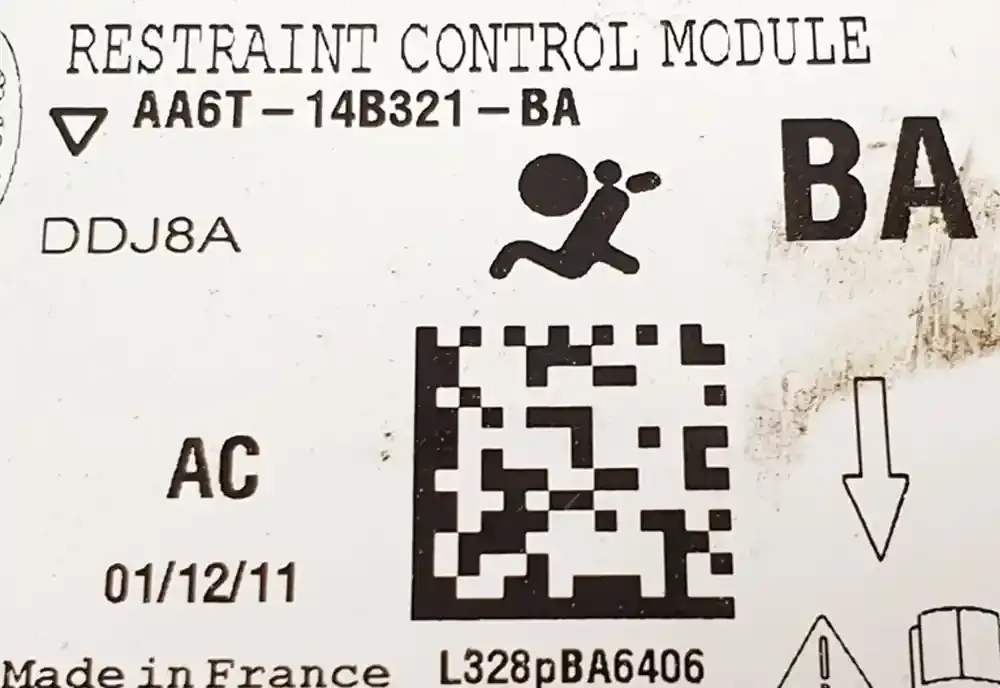 RESTRAINT CONTROL MODULE
AA6T-14B321-BA
BA
DDJ8A
AC
01/12/11
Made in France
L328pBA6406